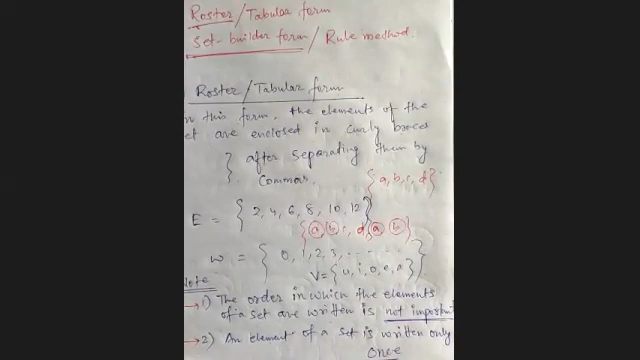 Roster/Tabular form
Set-builder form / Rule method.
Roster/Tabular form
n this form, the elements of the
et are enclosed in curly braces
} after separating them by
commas.
{a, b, c, d}
E = {2, 4, 6, 8, 10, 12}
{a, b, c, d, a, b}
W = {0, 1, 2, 3, ......}
V = {u, i, o, e, a}
Note
→ 1) The order in which the elements
of a set are written is not import
→ 2) An element of a set is written only
once